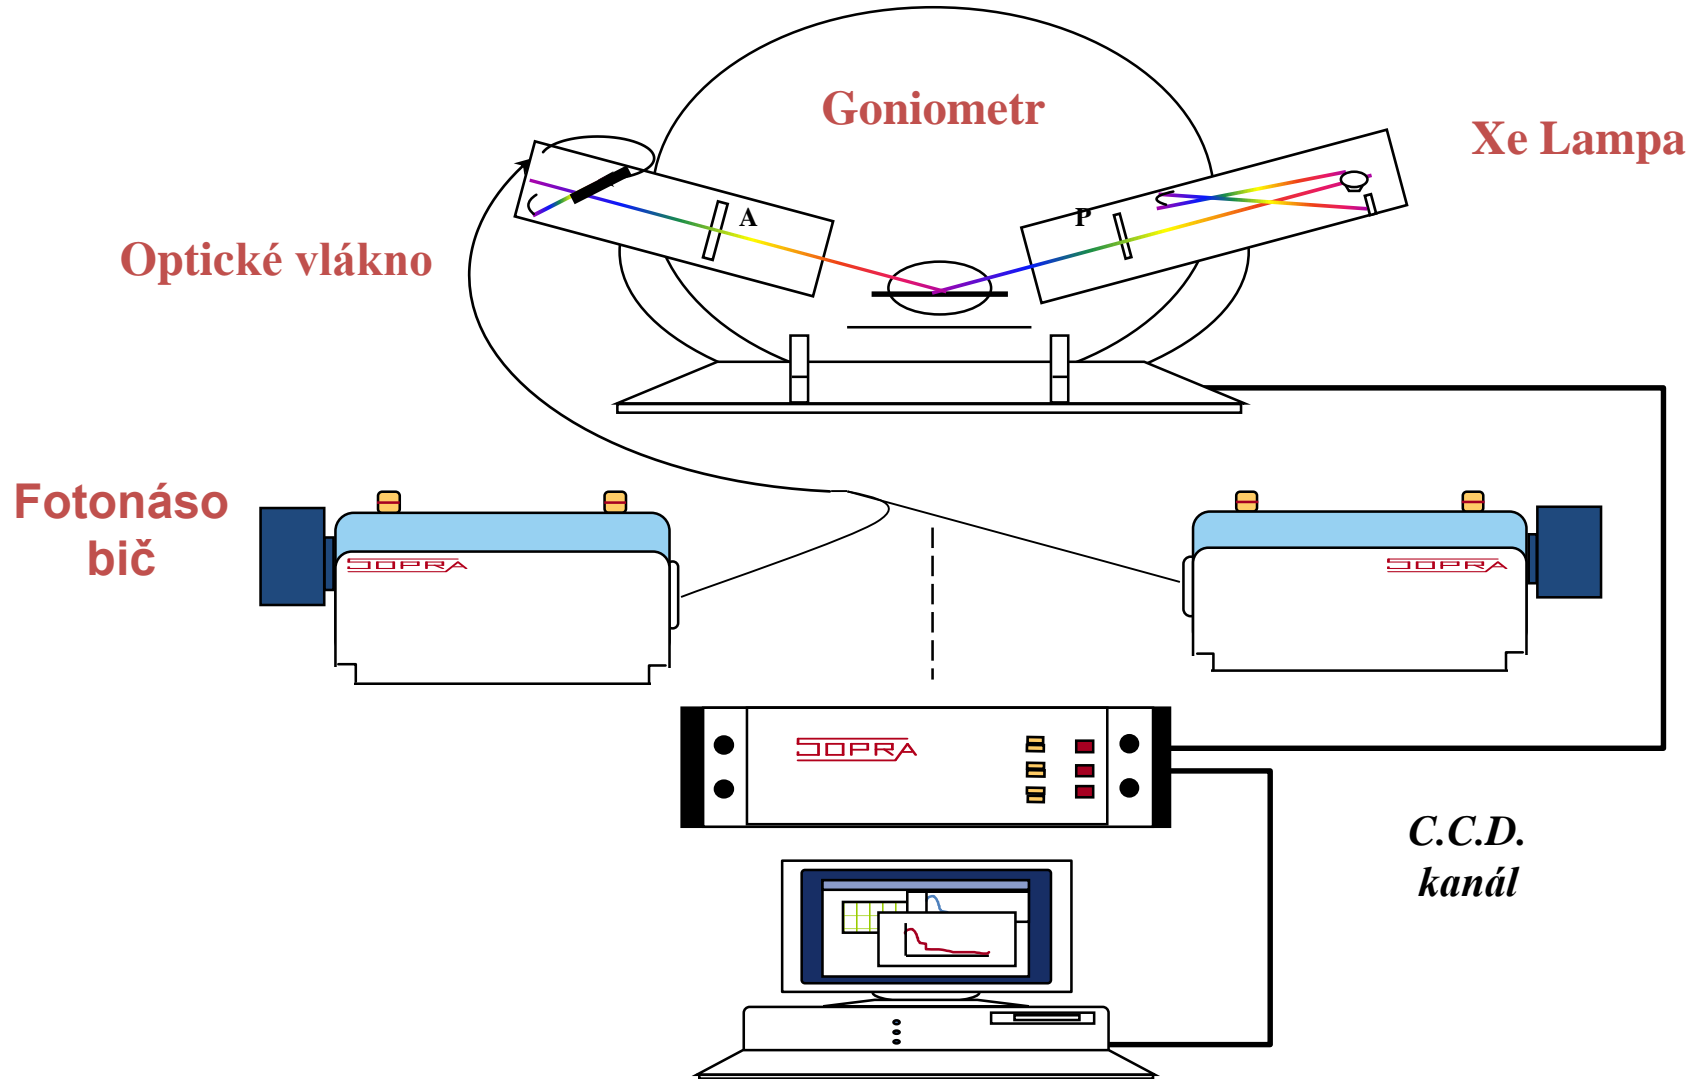 Goniometr
Xe Lampa
A
P
Optické vlákno
Fotonáso
bič
SOPRA
SOPRA
SOPRA
C.C.D.
kanál